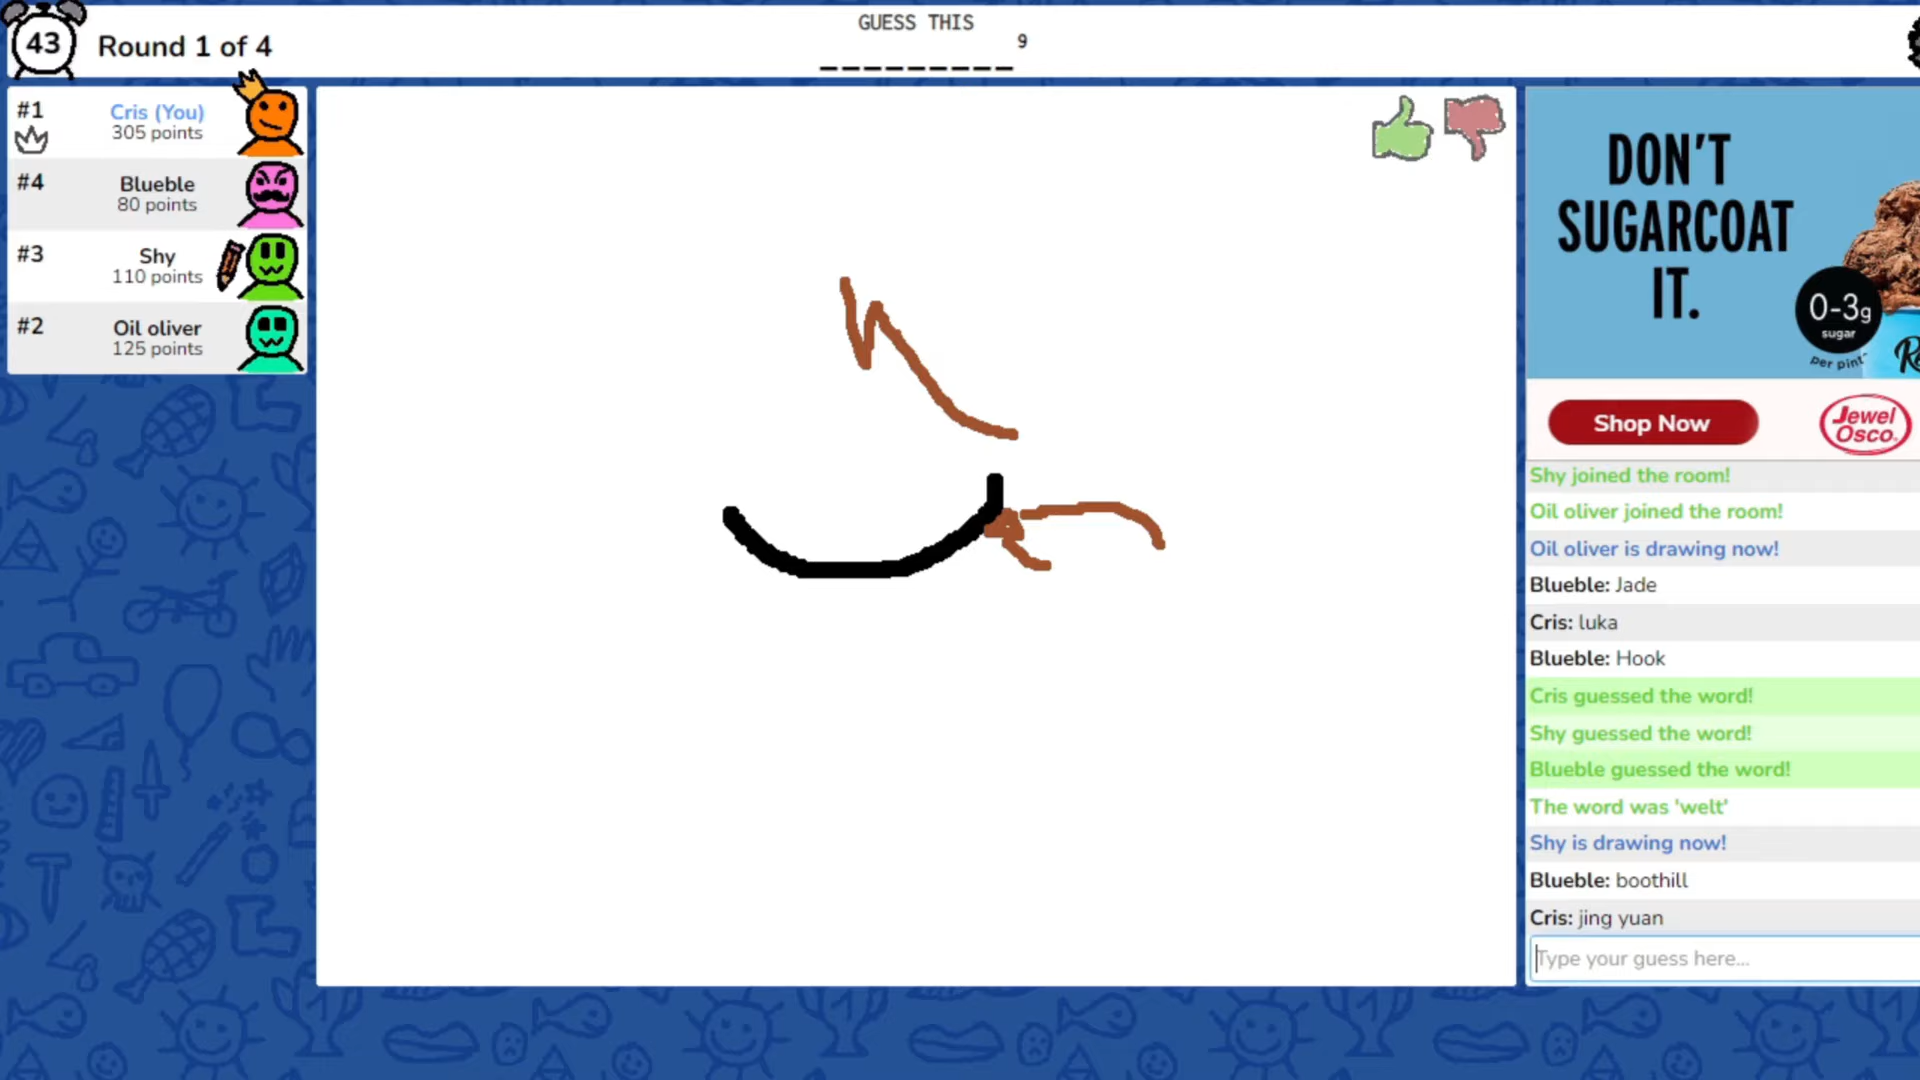 43
Round 1 of 4
GUESS THIS
_________ 9
#1
Cris (You)
305 points
#4
Blueble
80 points
#3
Shy
110 points
#2
Oil oliver
125 points
DON'T
SUGARCOAT
IT.
0-3g
sugar
per pint
Shop Now
Jewel
Osco
Shy joined the room!
Oil oliver joined the room!
Oil oliver is drawing now!
Blueble: Jade
Cris: luka
Blueble: Hook
Cris guessed the word!
Shy guessed the word!
Blueble guessed the word!
The word was 'welt'
Shy is drawing now!
Blueble: boothill
Cris: jing yuan
Type your guess here...